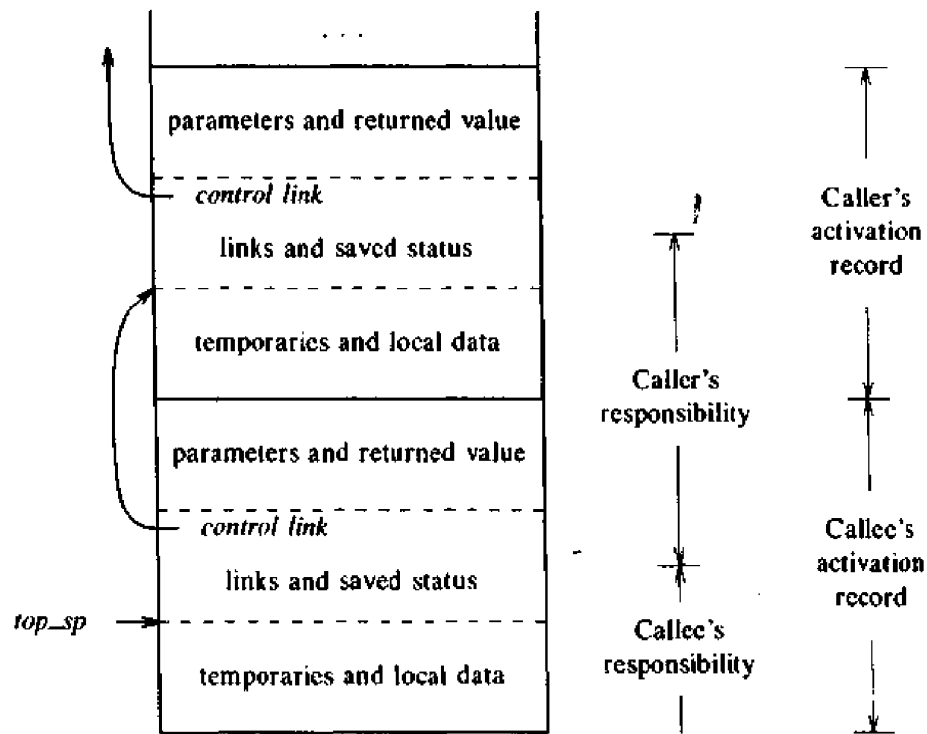 . . .
parameters and returned value
control link
links and saved status
temporaries and local data
parameters and returned value
control link
links and saved status
top_sp
temporaries and local data
Caller's
responsibility
Callee's
responsibility
Caller's
activation
record
Callee's
activation
record